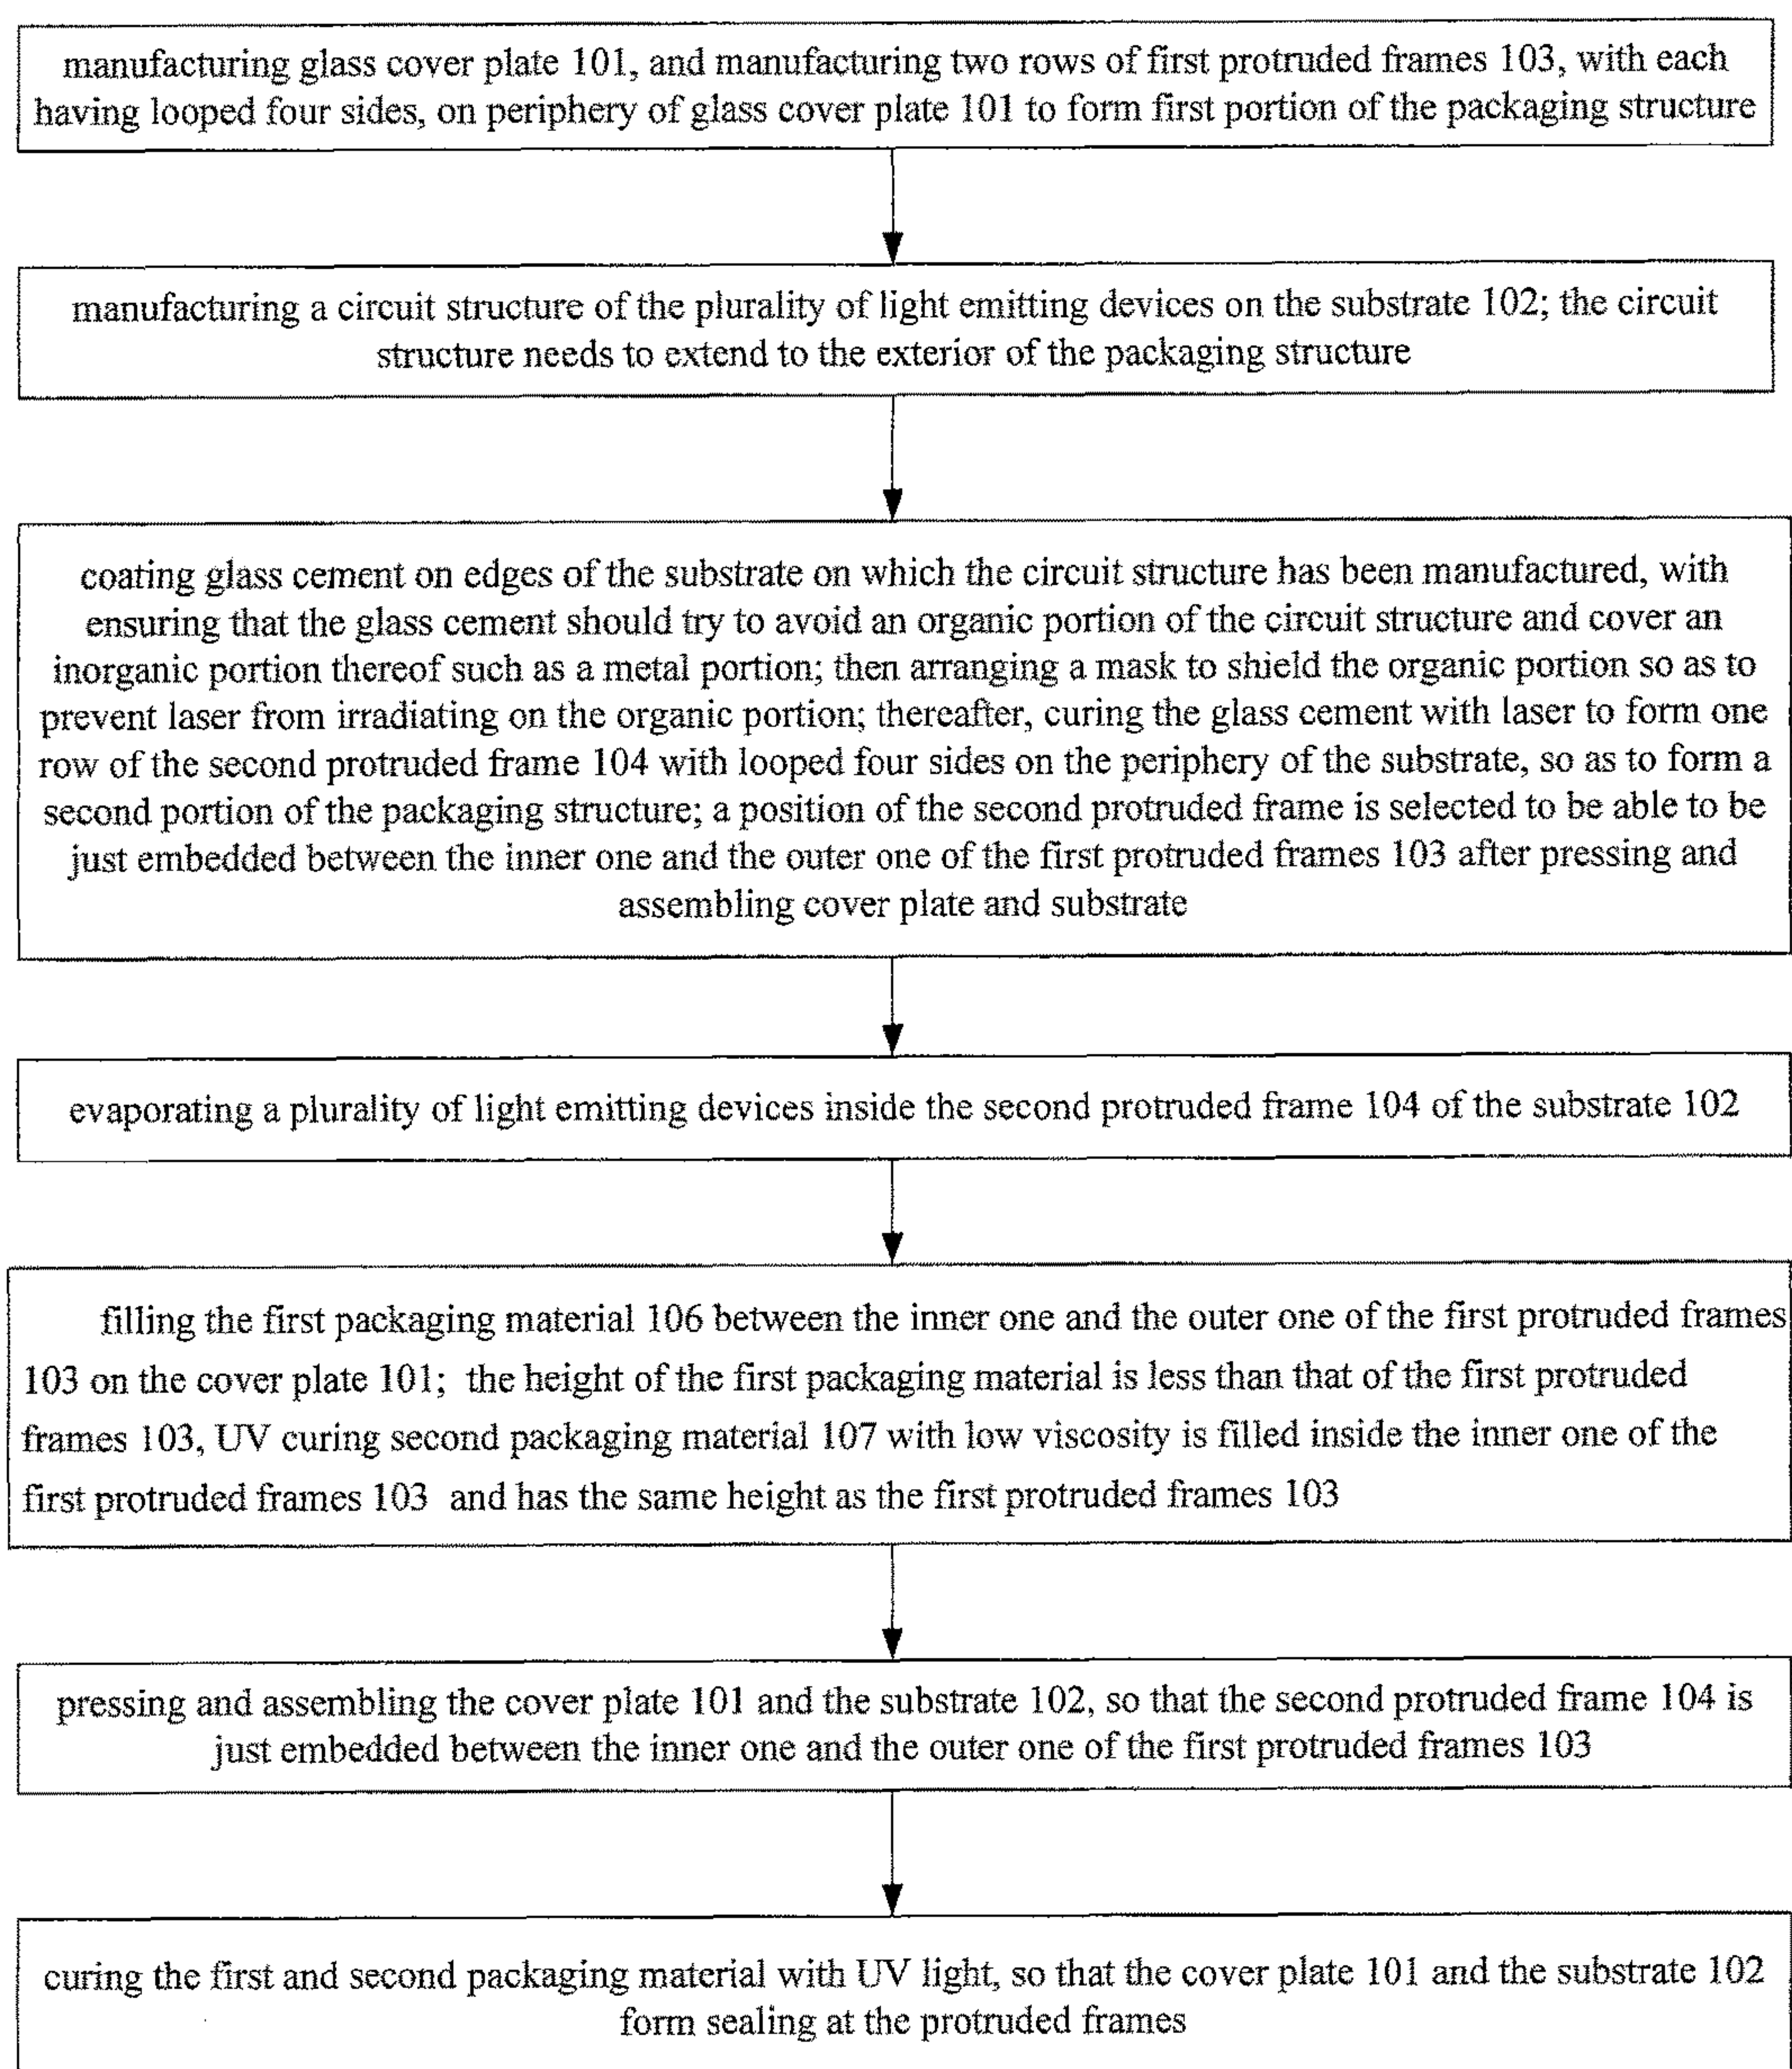 manufacturing glass cover plate 101, and manufacturing two rows of first protruded frames 103, with each
having looped four sides, on periphery of glass cover plate 101 to form first portion of the packaging structure
manufacturing a circuit structure of the plurality of light emitting devices on the substrate 102; the circuit
structure needs to extend to the exterior of the packaging structure
coating glass cement on edges of the substrate on which the circuit structure has been manufactured, with
ensuring that the glass cement should try to avoid an organic portion of the circuit structure and cover an
inorganic portion thereof such as a metal portion; then arranging a mask to shield the organic portion so as to
prevent laser from irradiating on the organic portion; thereafter, curing the glass cement with laser to form one
row of the second protruded frame 104 with looped four sides on the periphery of the substrate, so as to form a
second portion of the packaging structure; a position of the second protruded frame is selected to be able to be
just embedded between the inner one and the outer one of the first protruded frames 103 after pressing and
assembling cover plate and substrate
evaporating a plurality of light emitting devices inside the second protruded frame 104 of the substrate 102
filling the first packaging material 106 between the inner one and the outer one of the first protruded frames
103 on the cover plate 101; the height of the first packaging material is less than that of the first protruded
frames 103, UV curing second packaging material 107 with low viscosity is filled inside the inner one of the
first protruded frames 103 and has the same height as the first protruded frames 103
pressing and assembling the cover plate 101 and the substrate 102, so that the second protruded frame 104 is
just embedded between the inner one and the outer one of the first protruded frames 103
curing the first and second packaging material with UV light, so that the cover plate 101 and the substrate 102
form sealing at the protruded frames